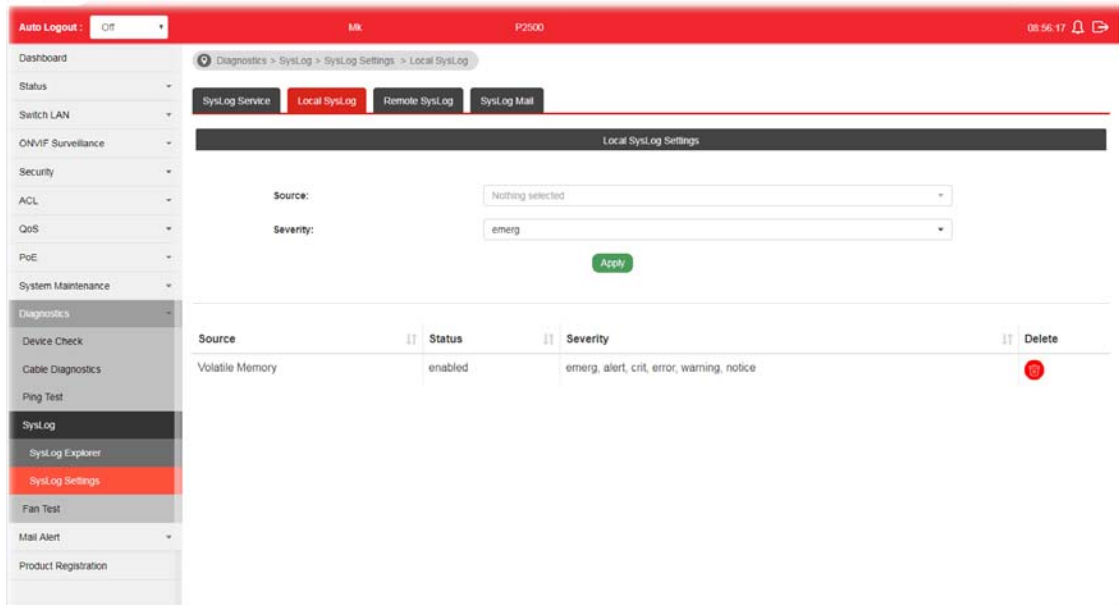 Auto Logout : Off Mk P2500 08:56:17
Dashboard
Status
Switch LAN
ONVIF Surveillance
Security
ACL
QoS
PoE
System Maintenance
Diagnostics
Device Check
Cable Diagnostics
Ping Test
SysLog
SysLog Explorer
SysLog Settings
Fan Test
Mail Alert
Product Registration
Diagnostics > SysLog > SysLog Settings > Local SysLog
SysLog Service Local SysLog Remote SysLog SysLog Mail
Local SysLog Settings
Source: Nothing selected
Severity: emerg
Apply
Source Status Severity Delete
Volatile Memory enabled emerg, alert, crit, error, warning, notice